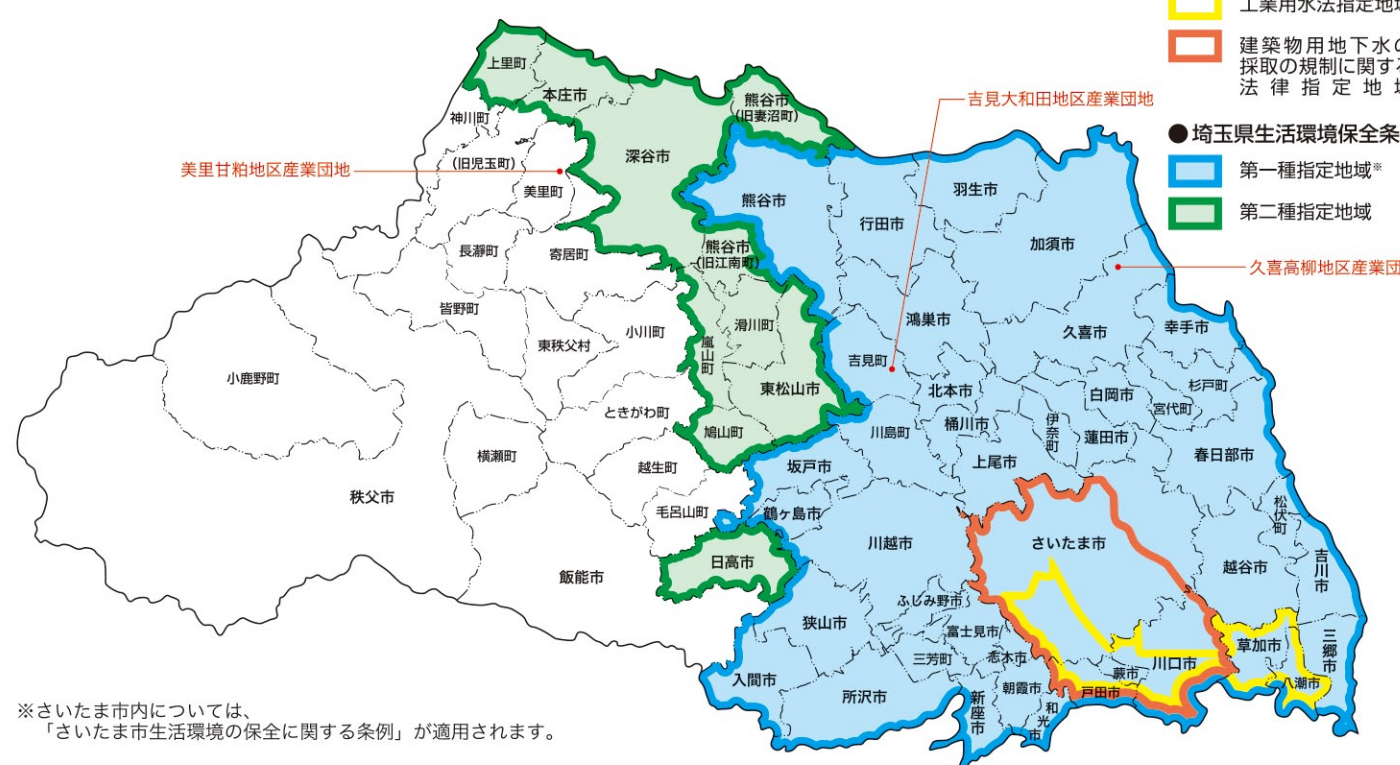 工業用水法指定地域
建築物用地下水の
採取の規制に関する
法律指定地域
●埼玉県生活環境保全条
第一種指定地域※
第二種指定地域
吉見大和田地区産業団地
美里甘粕地区産業団地
久喜高柳地区産業団
上里町
本庄市
神川町
(旧児玉町)
美里町
深谷市
熊谷市
(旧妻沼町)
熊谷市
行田市
羽生市
加須市
長瀞町
寄居町
熊谷市
(旧江南町)
皆野町
東秩父村
小川町
嵐山町
滑川町
鴻巣市
久喜市
幸手市
小鹿野町
吉見町
東松山市
北本市
白岡市
杉戸町
宮代町
ときがわ町
鳩山町
川島町
桶川市
伊奈町
蓮田市
横瀬町
越生町
坂戸市
上尾市
春日部市
秩父市
毛呂山町
鶴ヶ島市
松伏町
川越市
さいたま市
飯能市
日高市
越谷市
吉川市
ふじみ野市
狭山市
富士見市
草加市
三郷市
三芳町
志木市
川口市
蕨市
入間市
所沢市
朝霞市
戸田市
八潮市
新座市
和光市
※さいたま市内については、
「さいたま市生活環境の保全に関する条例」が適用されます。